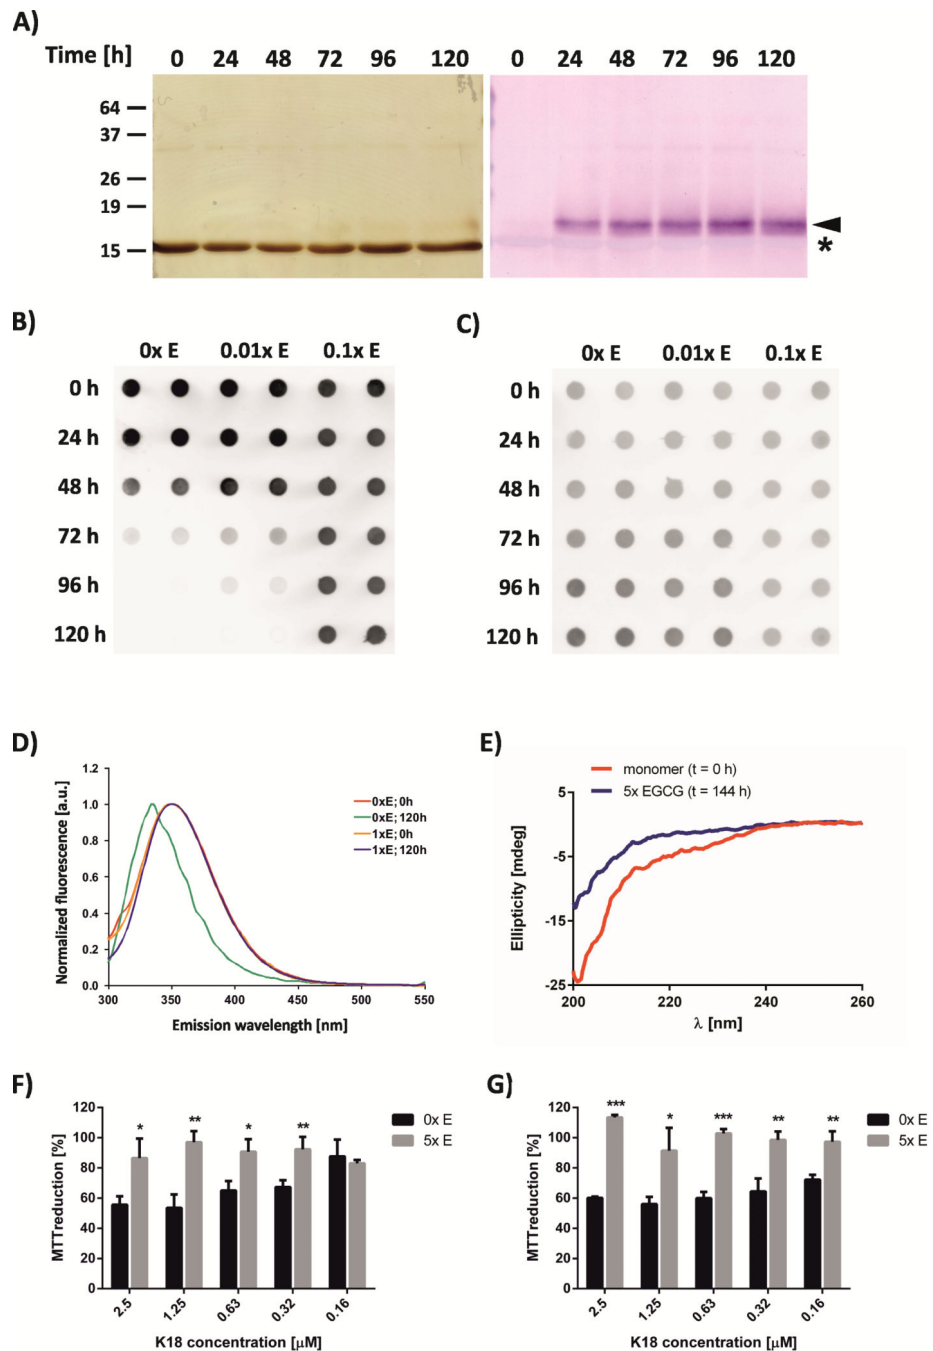 A)
Time [h] 0 24 48 72 96 120 0 24 48 72 96 120
64
37
26
19
15
*
B)
0x E 0.01x E 0.1x E
0 h
24 h
48 h
72 h
96 h
120 h
C)
0x E 0.01x E 0.1x E
0 h
24 h
48 h
72 h
96 h
120 h
D)
1.2
1.0
0.8
0.6
0.4
0.2
0.0
300 350 400 450 500 550
Normalized fluorescence [a.u.]
Emission wavelength [nm]
0xE; 0h
0xE; 120h
1xE; 0h
1xE; 120h
E)
monomer (t = 0 h)
5x EGCG (t = 144 h)
5
-5
-15
-25
200 220 240 260
Ellipticity [mdeg]
λ [nm]
F)
120
100
80
60
40
20
0
MTTreduction [%]
* ** * **
2.5 1.25 0.63 0.32 0.16
K18 concentration [µM]
0x E
5x E
G)
120
100
80
60
40
20
0
MTTreduction [%]
*** * *** ** **
2.5 1.25 0.63 0.32 0.16
K18 concentration [µM]
0x E
5x E